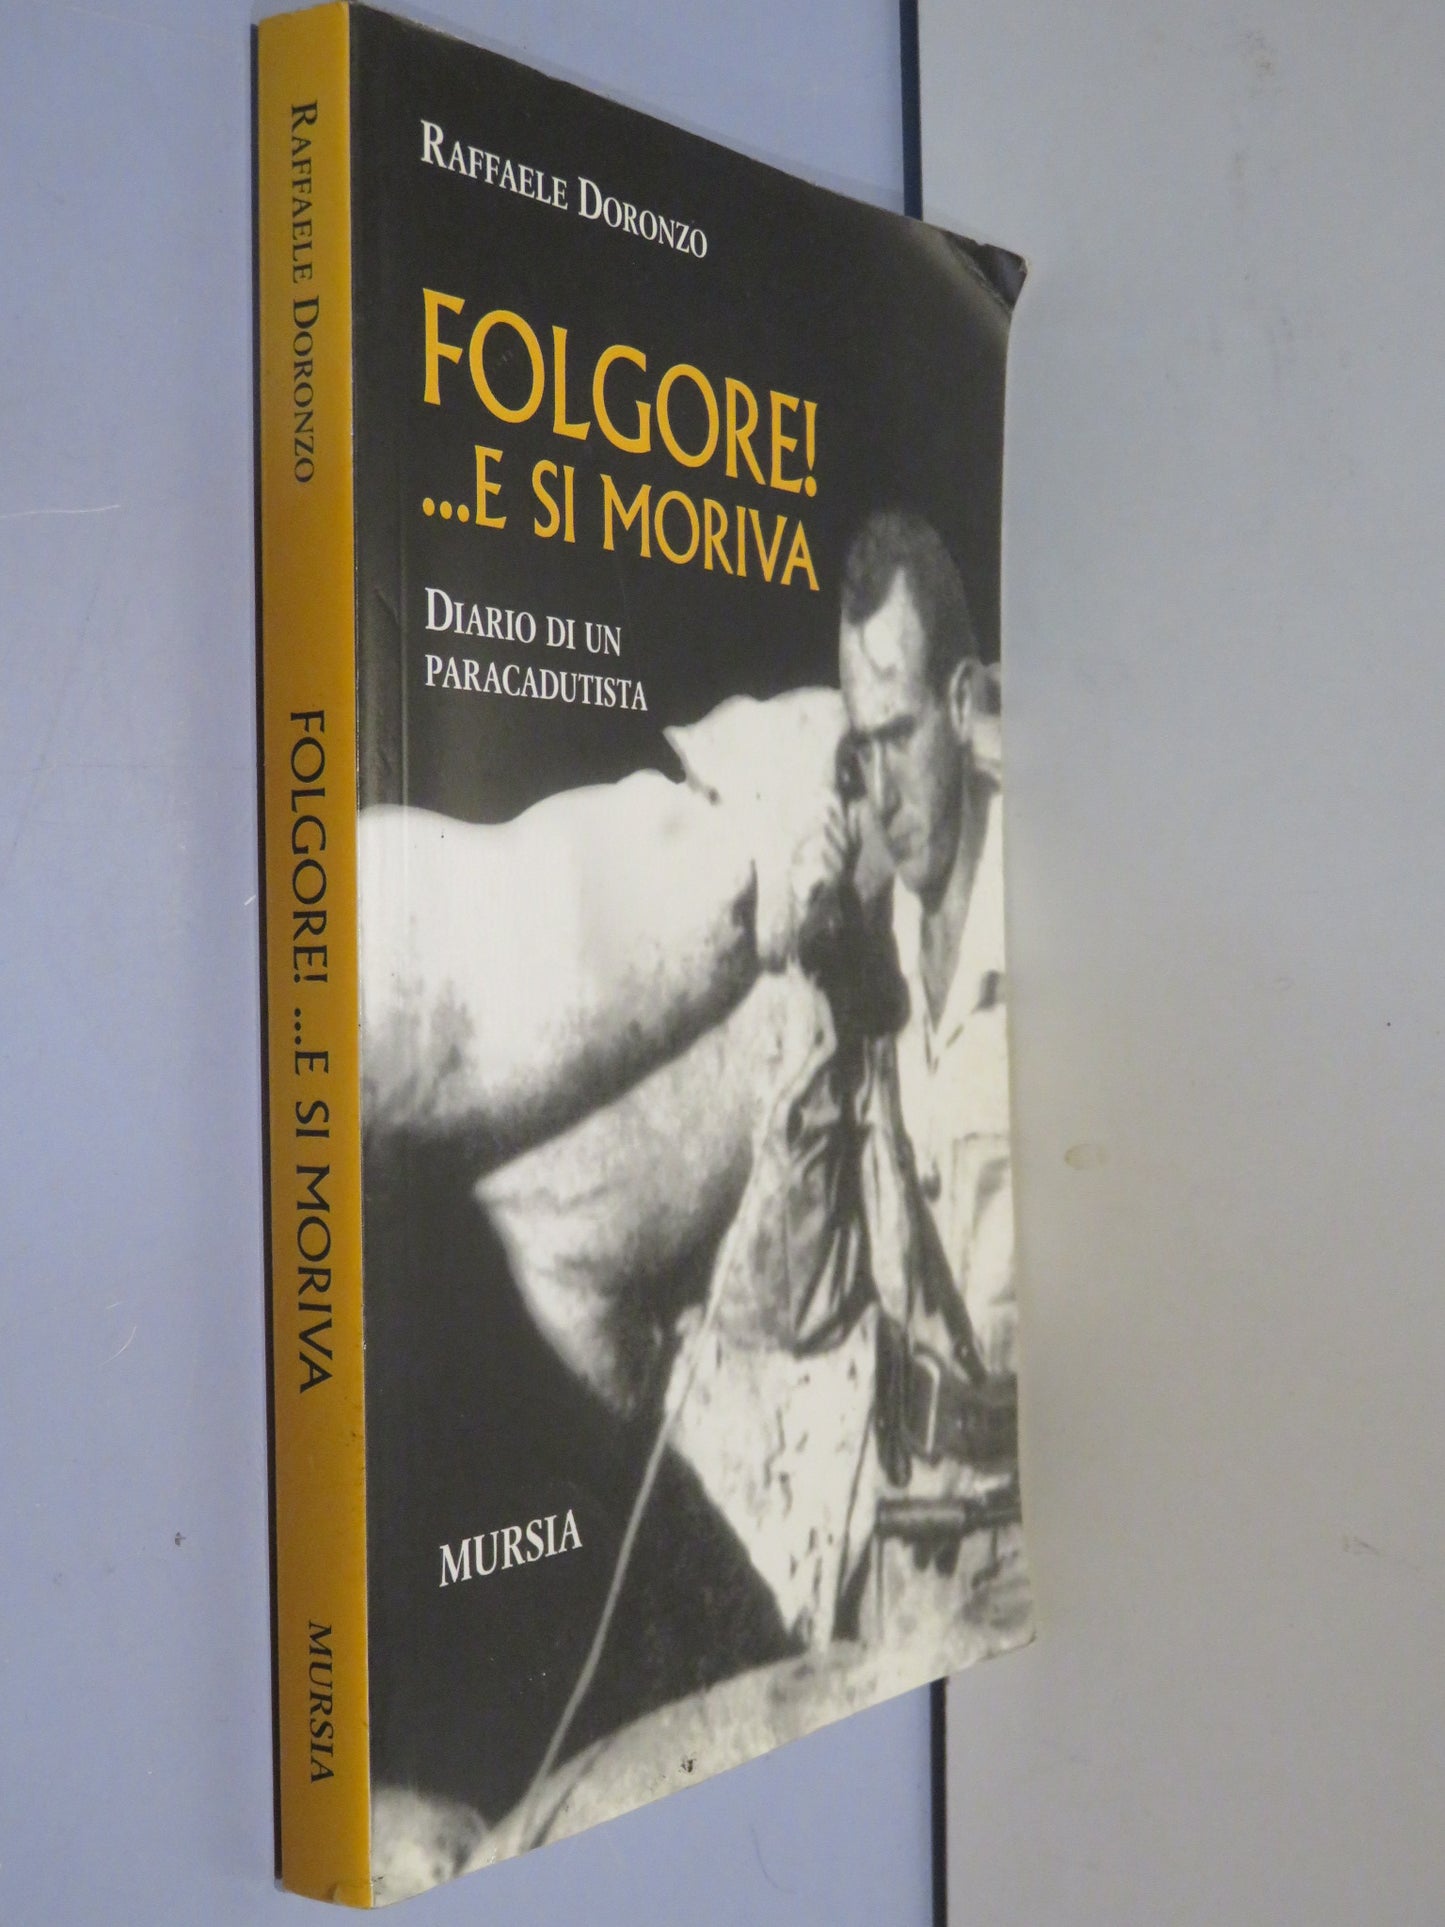 RAFFAELE DORONZO
FOLGORE!
...E SI MORIVA
DIARIO DI UN
PARACADUTISTA
MURSIA
RAFFAELE DORONZO
FOLGORE! ...E SI MORIVA
MURSIA